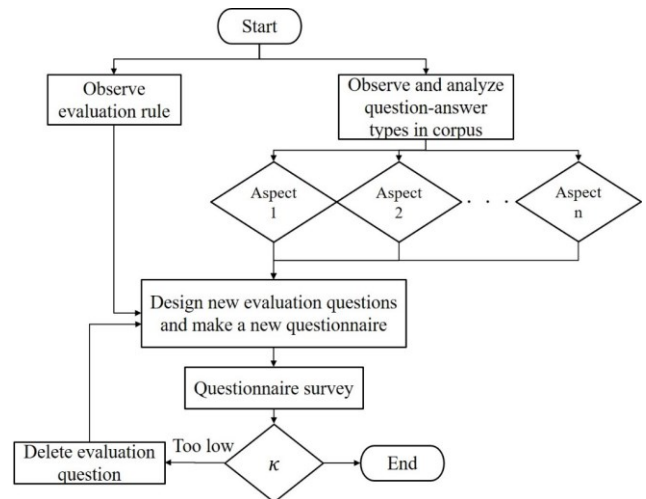 Start
Observe
evaluation rule
Observe and analyze
question-answer
types in corpus
Aspect
1
Aspect
2
. . .
Aspect
n
Design new evaluation questions
and make a new questionnaire
Questionnaire survey
Delete evaluation
question
Too low
κ
End